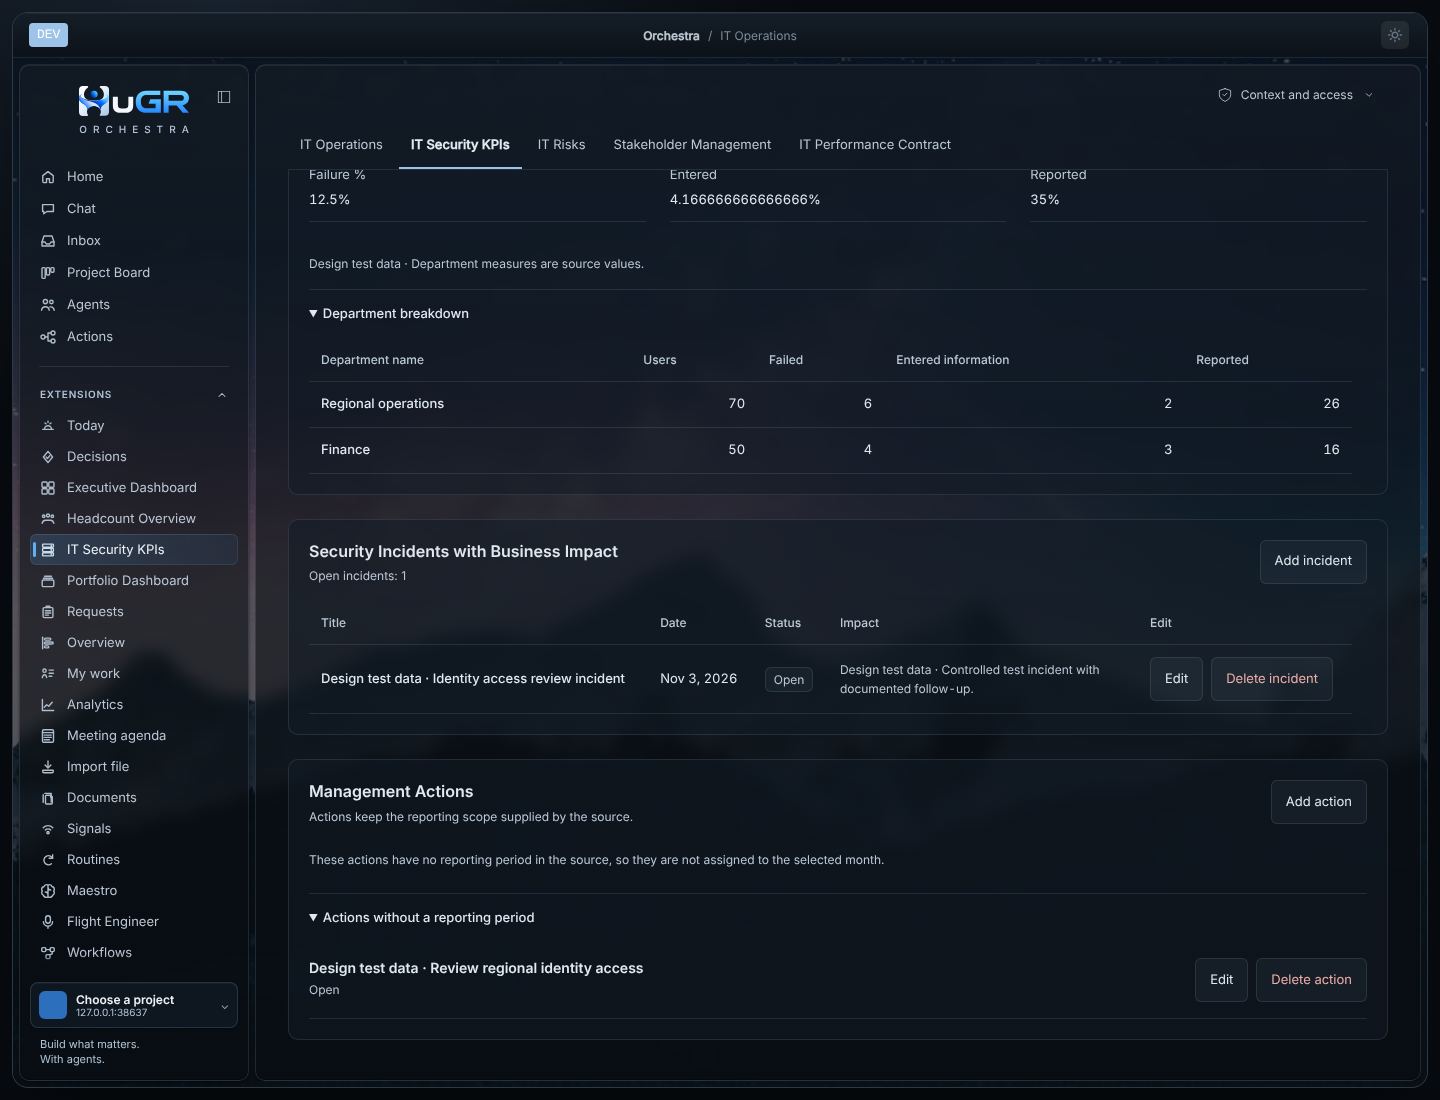 DEV
Orchestra / IT Operations
HuGR
ORCHESTRA
Context and access
IT Operations
IT Security KPIs
IT Risks
Stakeholder Management
IT Performance Contract
Home
Chat
Inbox
Project Board
Agents
Actions
EXTENSIONS
Today
Decisions
Executive Dashboard
Headcount Overview
IT Security KPIs
Portfolio Dashboard
Requests
Overview
My work
Analytics
Meeting agenda
Import file
Documents
Signals
Routines
Maestro
Flight Engineer
Workflows
Choose a project
127.0.0.1:38637
Build what matters.
With agents.
Failure % Entered Reported
12.5% 4.166666666666666% 35%
Design test data · Department measures are source values.
▼ Department breakdown
Department name Users Failed Entered information Reported
Regional operations 70 6 2 26
Finance 50 4 3 16
Security Incidents with Business Impact
Open incidents: 1
Add incident
Title Date Status Impact Edit
Design test data · Identity access review incident Nov 3, 2026 Open Design test data · Controlled test incident with
documented follow-up.
Edit Delete incident
Management Actions
Actions keep the reporting scope supplied by the source.
Add action
These actions have no reporting period in the source, so they are not assigned to the selected month.
▼ Actions without a reporting period
Design test data · Review regional identity access
Open
Edit Delete action